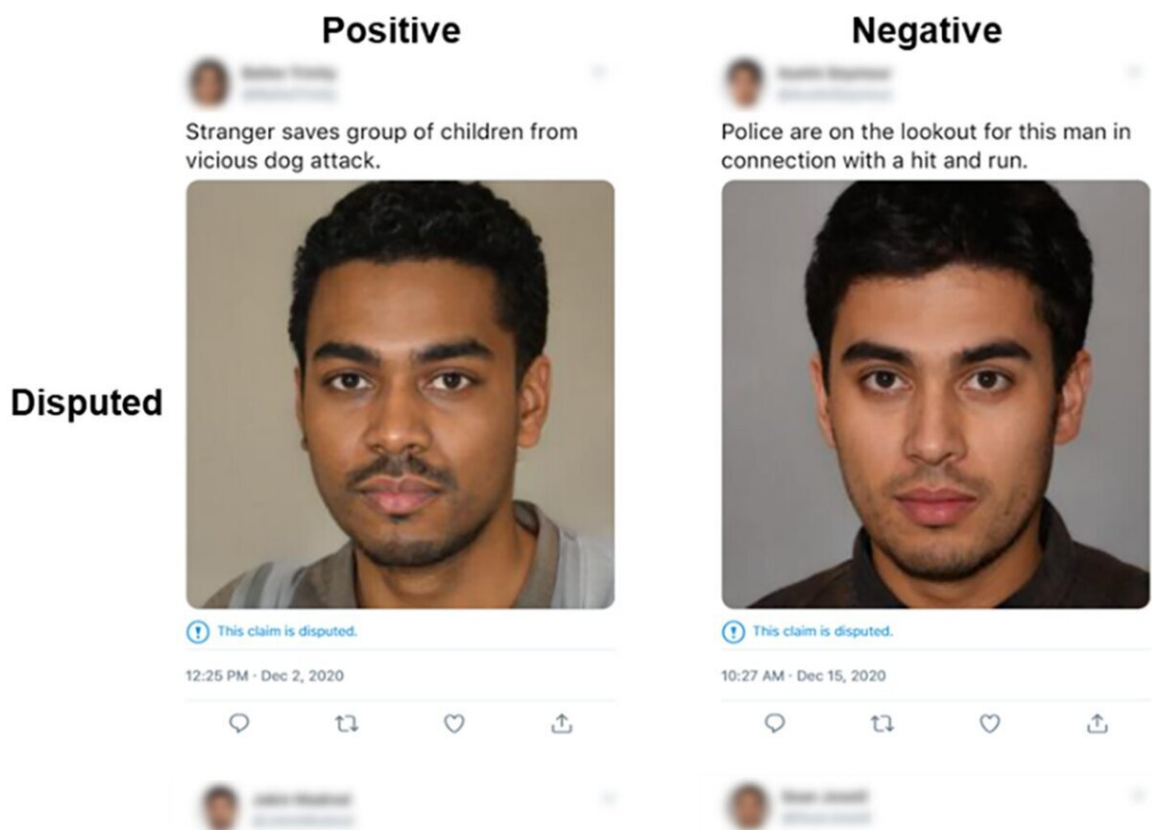 Positive
Negative
Stranger saves group of children from
vicious dog attack.
Police are on the lookout for this man in
connection with a hit and run.
Disputed
This claim is disputed.
This claim is disputed.
12:25 PM · Dec 2, 2020
10:27 AM · Dec 15, 2020